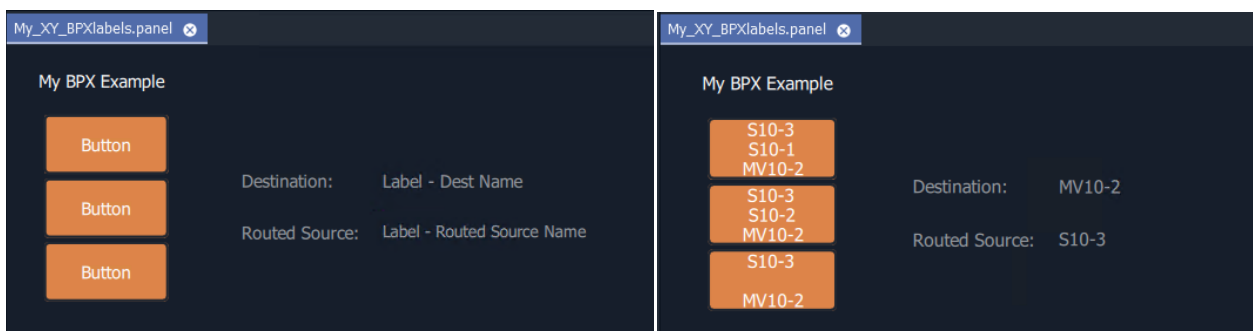 My_XY_BPXlabels.panel
My BPX Example
Button
Button
Button
Destination: Label - Dest Name
Routed Source: Label - Routed Source Name
My_XY_BPXlabels.panel
My BPX Example
S10-3
S10-1
MV10-2
S10-3
S10-2
MV10-2
S10-3
MV10-2
Destination: MV10-2
Routed Source: S10-3